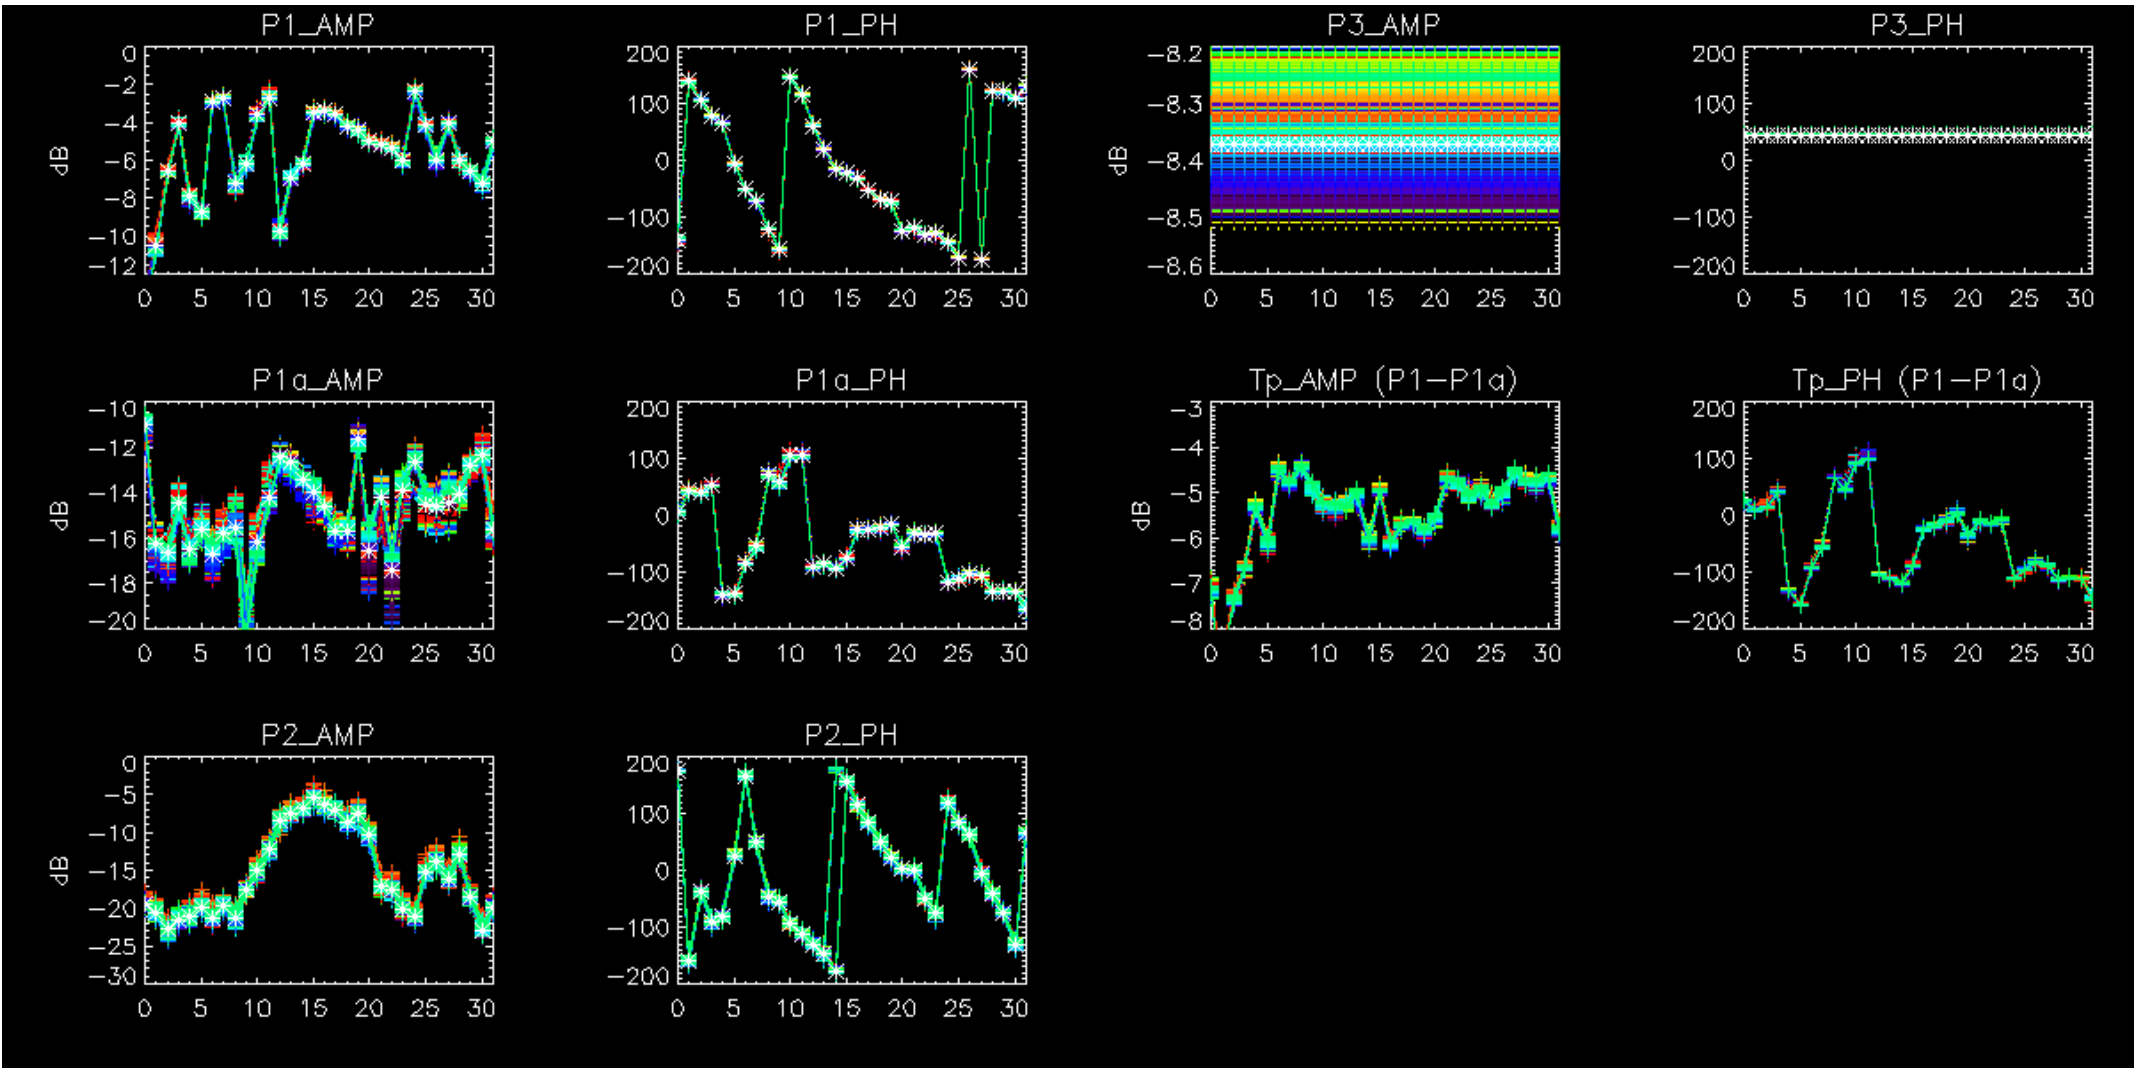 P1_AMP
0
−2
−4
−6
−8
−10
−12
dB
0 5 10 15 20 25 30
P1_PH
200
100
0
−100
−200
0 5 10 15 20 25 30
P3_AMP
−8.2
−8.3
−8.4
−8.5
−8.6
dB
0 5 10 15 20 25 30
P3_PH
200
100
0
−100
−200
0 5 10 15 20 25 30
P1a_AMP
−10
−12
−14
−16
−18
−20
dB
0 5 10 15 20 25 30
P1a_PH
200
100
0
−100
−200
0 5 10 15 20 25 30
Tp_AMP (P1−P1a)
−3
−4
−5
−6
−7
−8
dB
0 5 10 15 20 25 30
Tp_PH (P1−P1a)
200
100
0
−100
−200
0 5 10 15 20 25 30
P2_AMP
0
−5
−10
−15
−20
−25
−30
dB
0 5 10 15 20 25 30
P2_PH
200
100
0
−100
−200
0 5 10 15 20 25 30